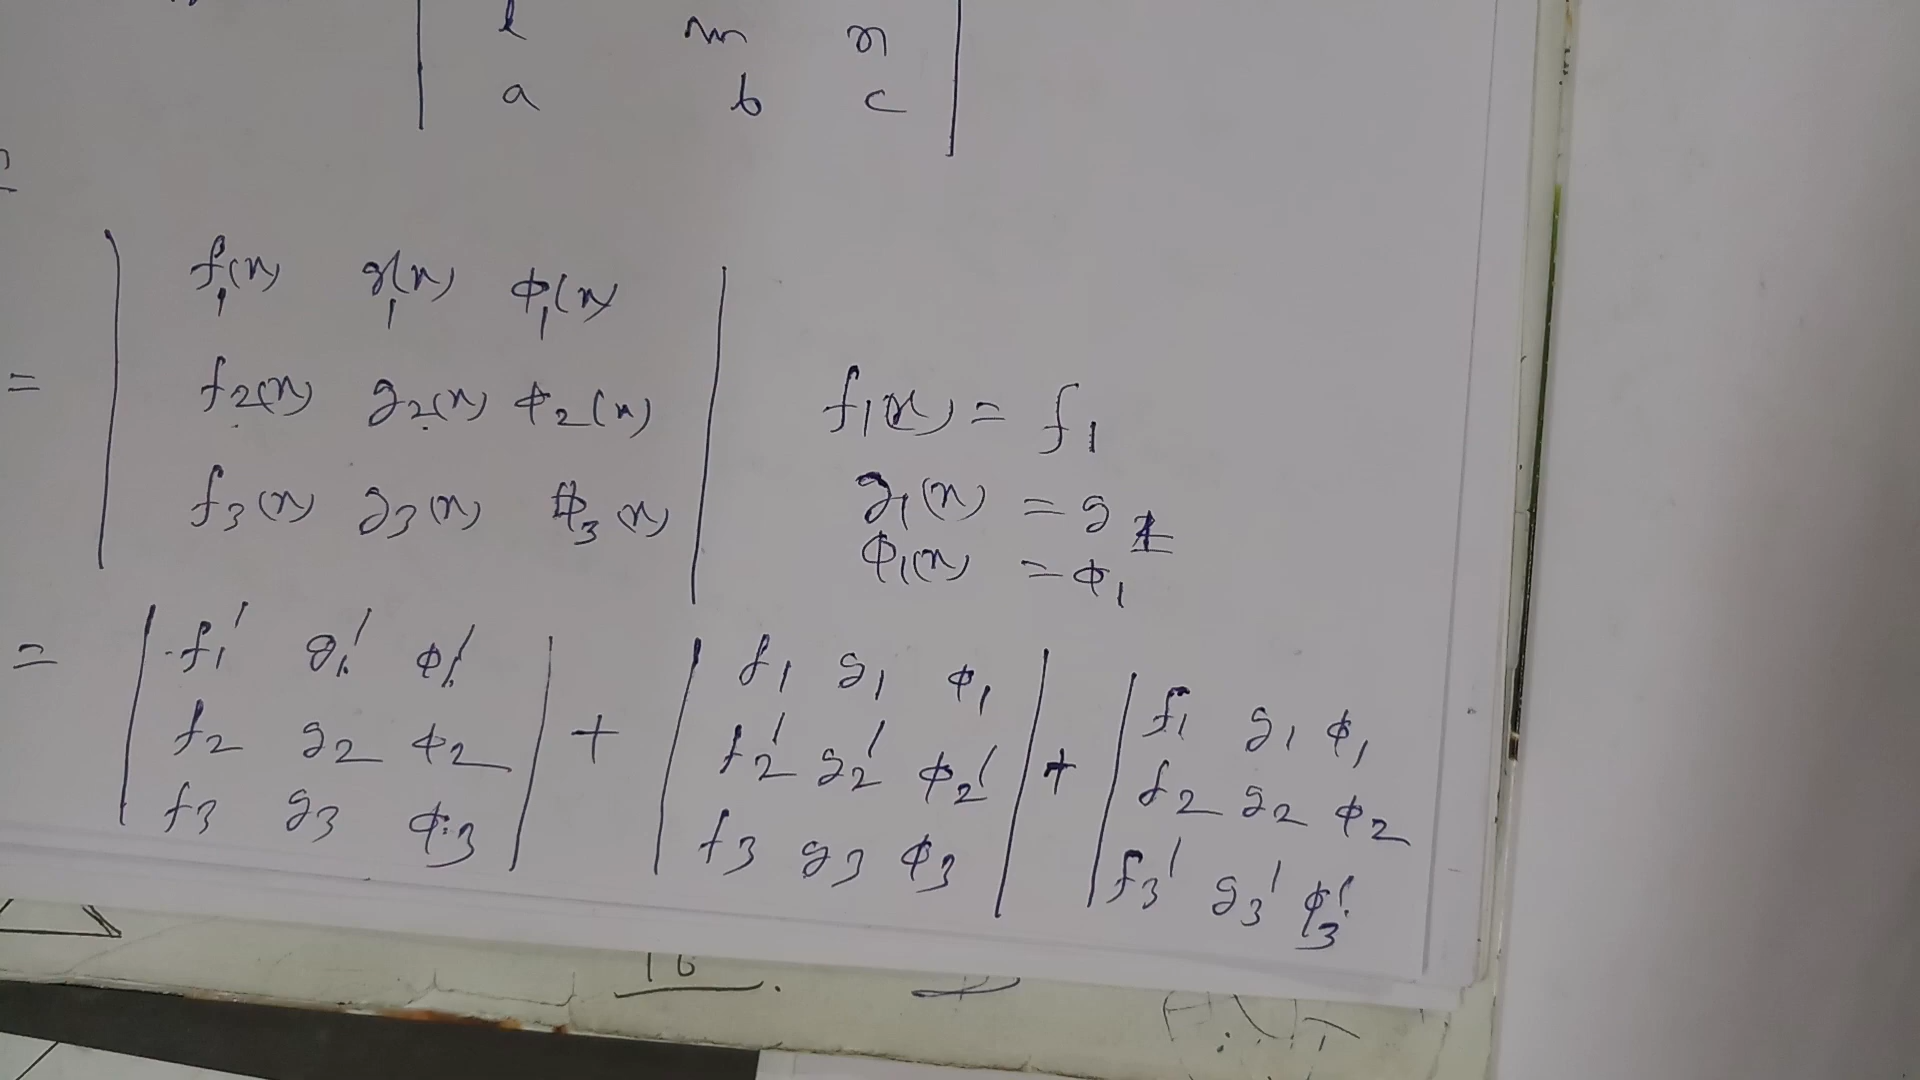 l m n
a b c
= | f₁(x) g₁(x) φ₁(x) |
| f₂(x) g₂(x) φ₂(x) | f₁(x) = f₁
| f₃(x) g₃(x) φ₃(x) | g₁(x) = g₁
φ₁(x) = φ₁
= | f₁' g₁' φ₁' | + | f₁ g₁ φ₁ | + | f₁ g₁ φ₁ |
| f₂ g₂ φ₂ | | f₂' g₂' φ₂' | | f₂ g₂ φ₂ |
| f₃ g₃ φ₃ | | f₃ g₃ φ₃ | | f₃' g₃' φ₃' |
16